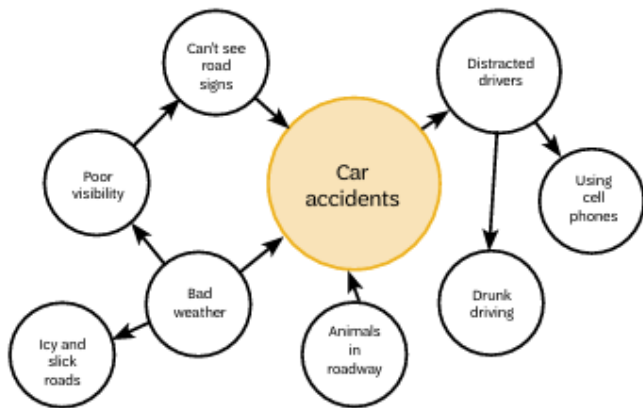 Can't see
road
signs
Distracted
drivers
Poor
visibility
Car
accidents
Using
cell
phones
Bad
weather
Drunk
driving
Icy and
slick
roads
Animals
in
roadway